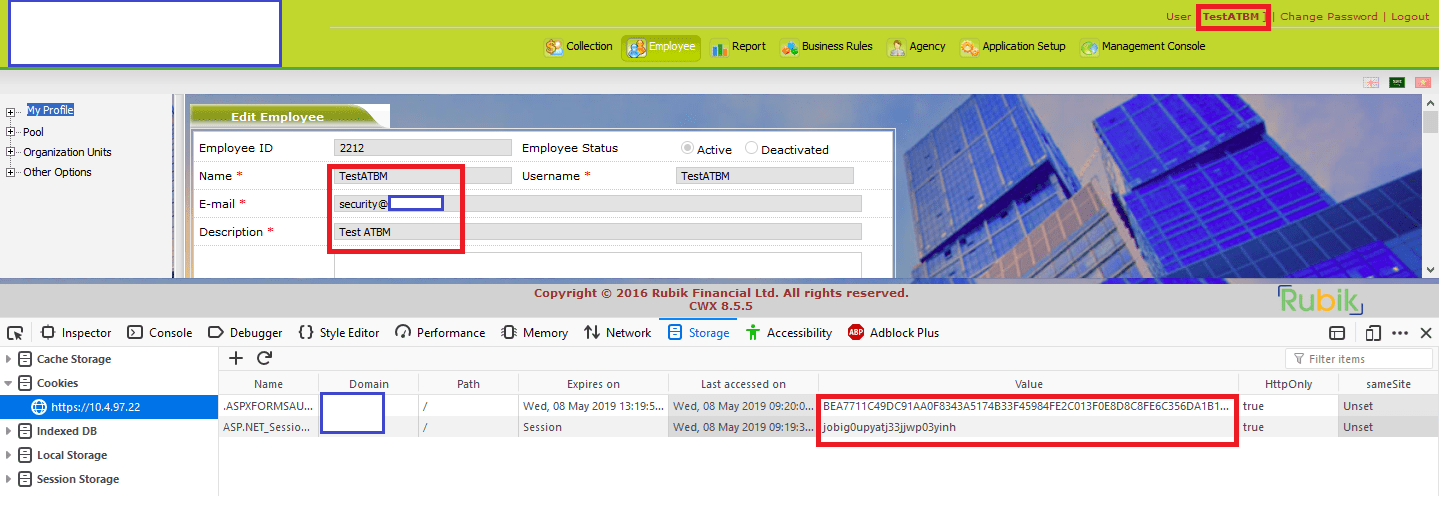 User TestATBM ] | Change Password | Logout
Collection Employee Report Business Rules Agency Application Setup Management Console
My Profile
Pool
Organization Units
Other Options
Edit Employee
Employee ID 2212 Employee Status Active Deactivated
Name * TestATBM Username * TestATBM
E-mail * security@
Description * Test ATBM
Copyright © 2016 Rubik Financial Ltd. All rights reserved.
CWX 8.5.5
Rubik
Inspector Console Debugger Style Editor Performance Memory Network Storage Accessibility ABP Adblock Plus
Cache Storage
Cookies
https://10.4.97.22
Indexed DB
Local Storage
Session Storage
Filter items
Name Domain Path Expires on Last accessed on Value HttpOnly sameSite
.ASPXFORMSAU... / Wed, 08 May 2019 13:19:5... Wed, 08 May 2019 09:20:0... BEA7711C49DC91AA0F8343A5174B33F45984FE2C013F0E8D8C8FE6C356DA1B1... true Unset
ASP.NET_Sessio... / Session Wed, 08 May 2019 09:19:3... jobig0upyatj33jjwp03yinh true Unset